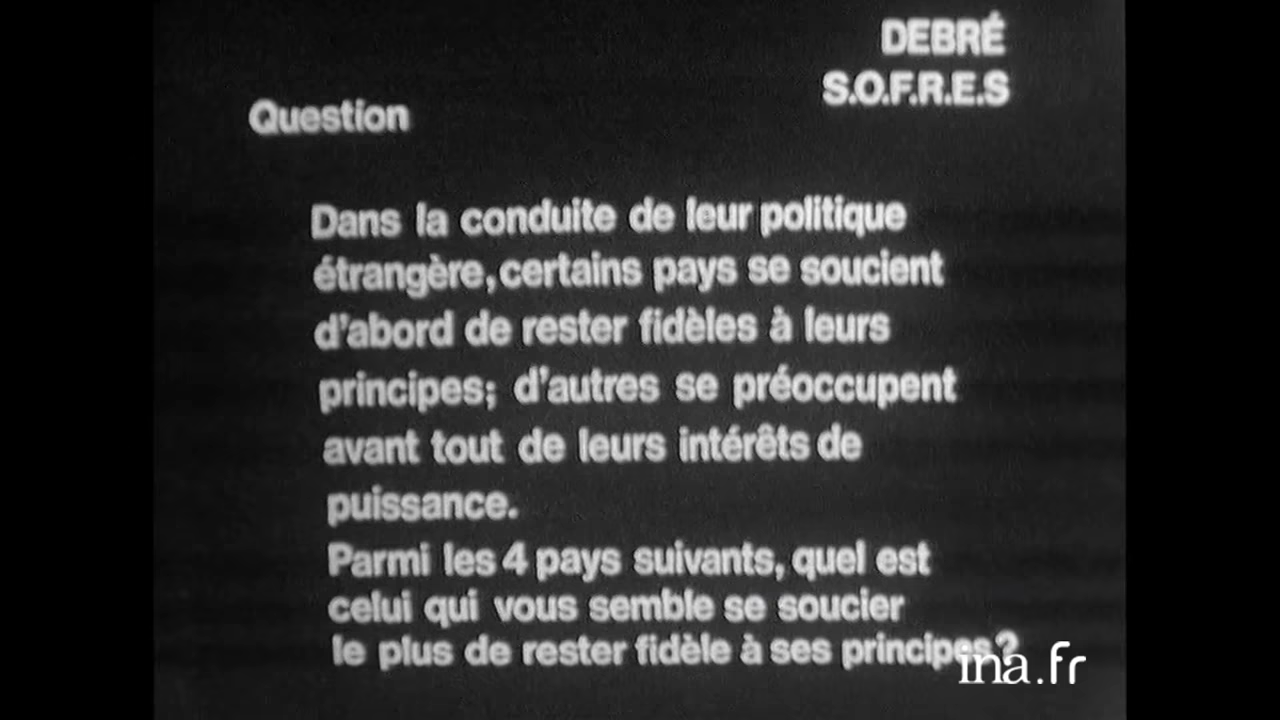 DEBRÉ
S.O.F.R.E.S
Question
Dans la conduite de leur politique
étrangère, certains pays se soucient
d'abord de rester fidèles à leurs
principes; d'autres se préoccupent
avant tout de leurs intérêts de
puissance.
Parmi les 4 pays suivants, quel est
celui qui vous semble se soucier
le plus de rester fidèle à ses principes?
ina.fr